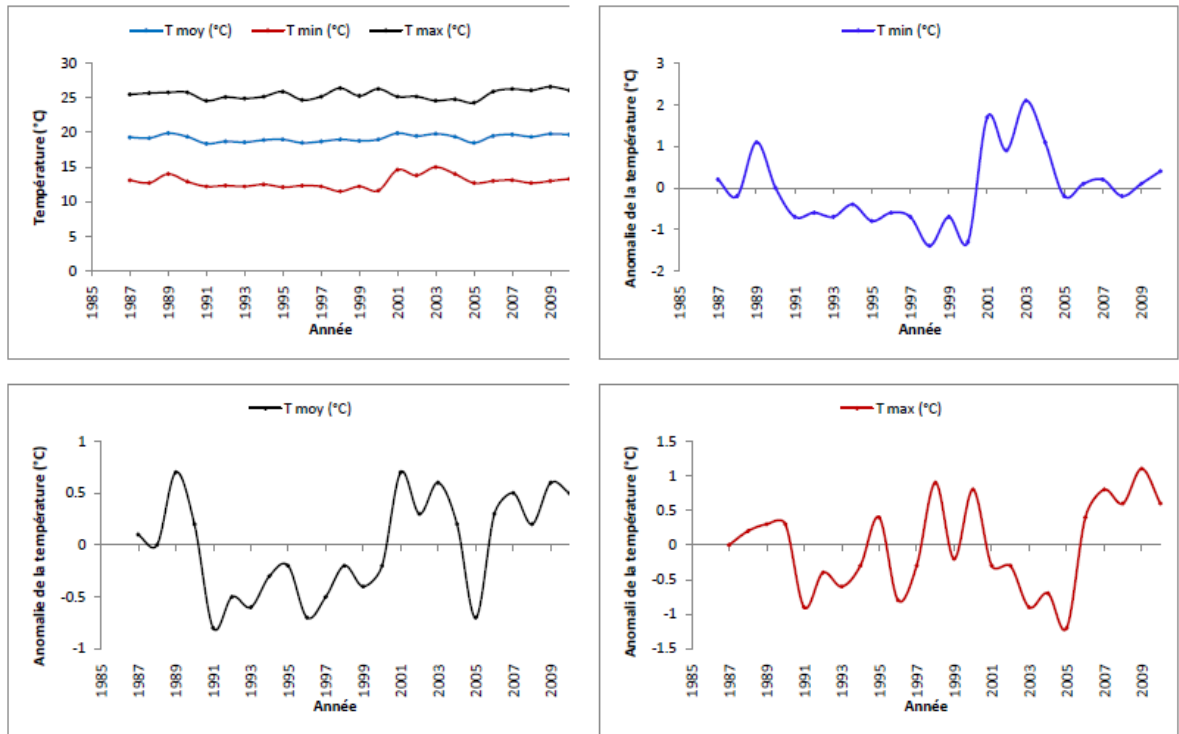 T moy (°C) T min (°C) T max (°C)
Température (°C)
30
25
20
15
10
5
0
1985 1987 1989 1991 1993 1995 1997 1999 2001 2003 2005 2007 2009
Année
T min (°C)
Anomalie de la température (°C)
3
2
1
0
-1
-2
1985 1987 1989 1991 1993 1995 1997 1999 2001 2003 2005 2007 2009
Année
T moy (°C)
Anomalie de la température (°C)
1
0.5
0
-0.5
-1
1985 1987 1989 1991 1993 1995 1997 1999 2001 2003 2005 2007 2009
Année
T max (°C)
Anomali de la température (°C)
1.5
1
0.5
0
-0.5
-1
-1.5
1985 1987 1989 1991 1993 1995 1997 1999 2001 2003 2005 2007 2009
Année